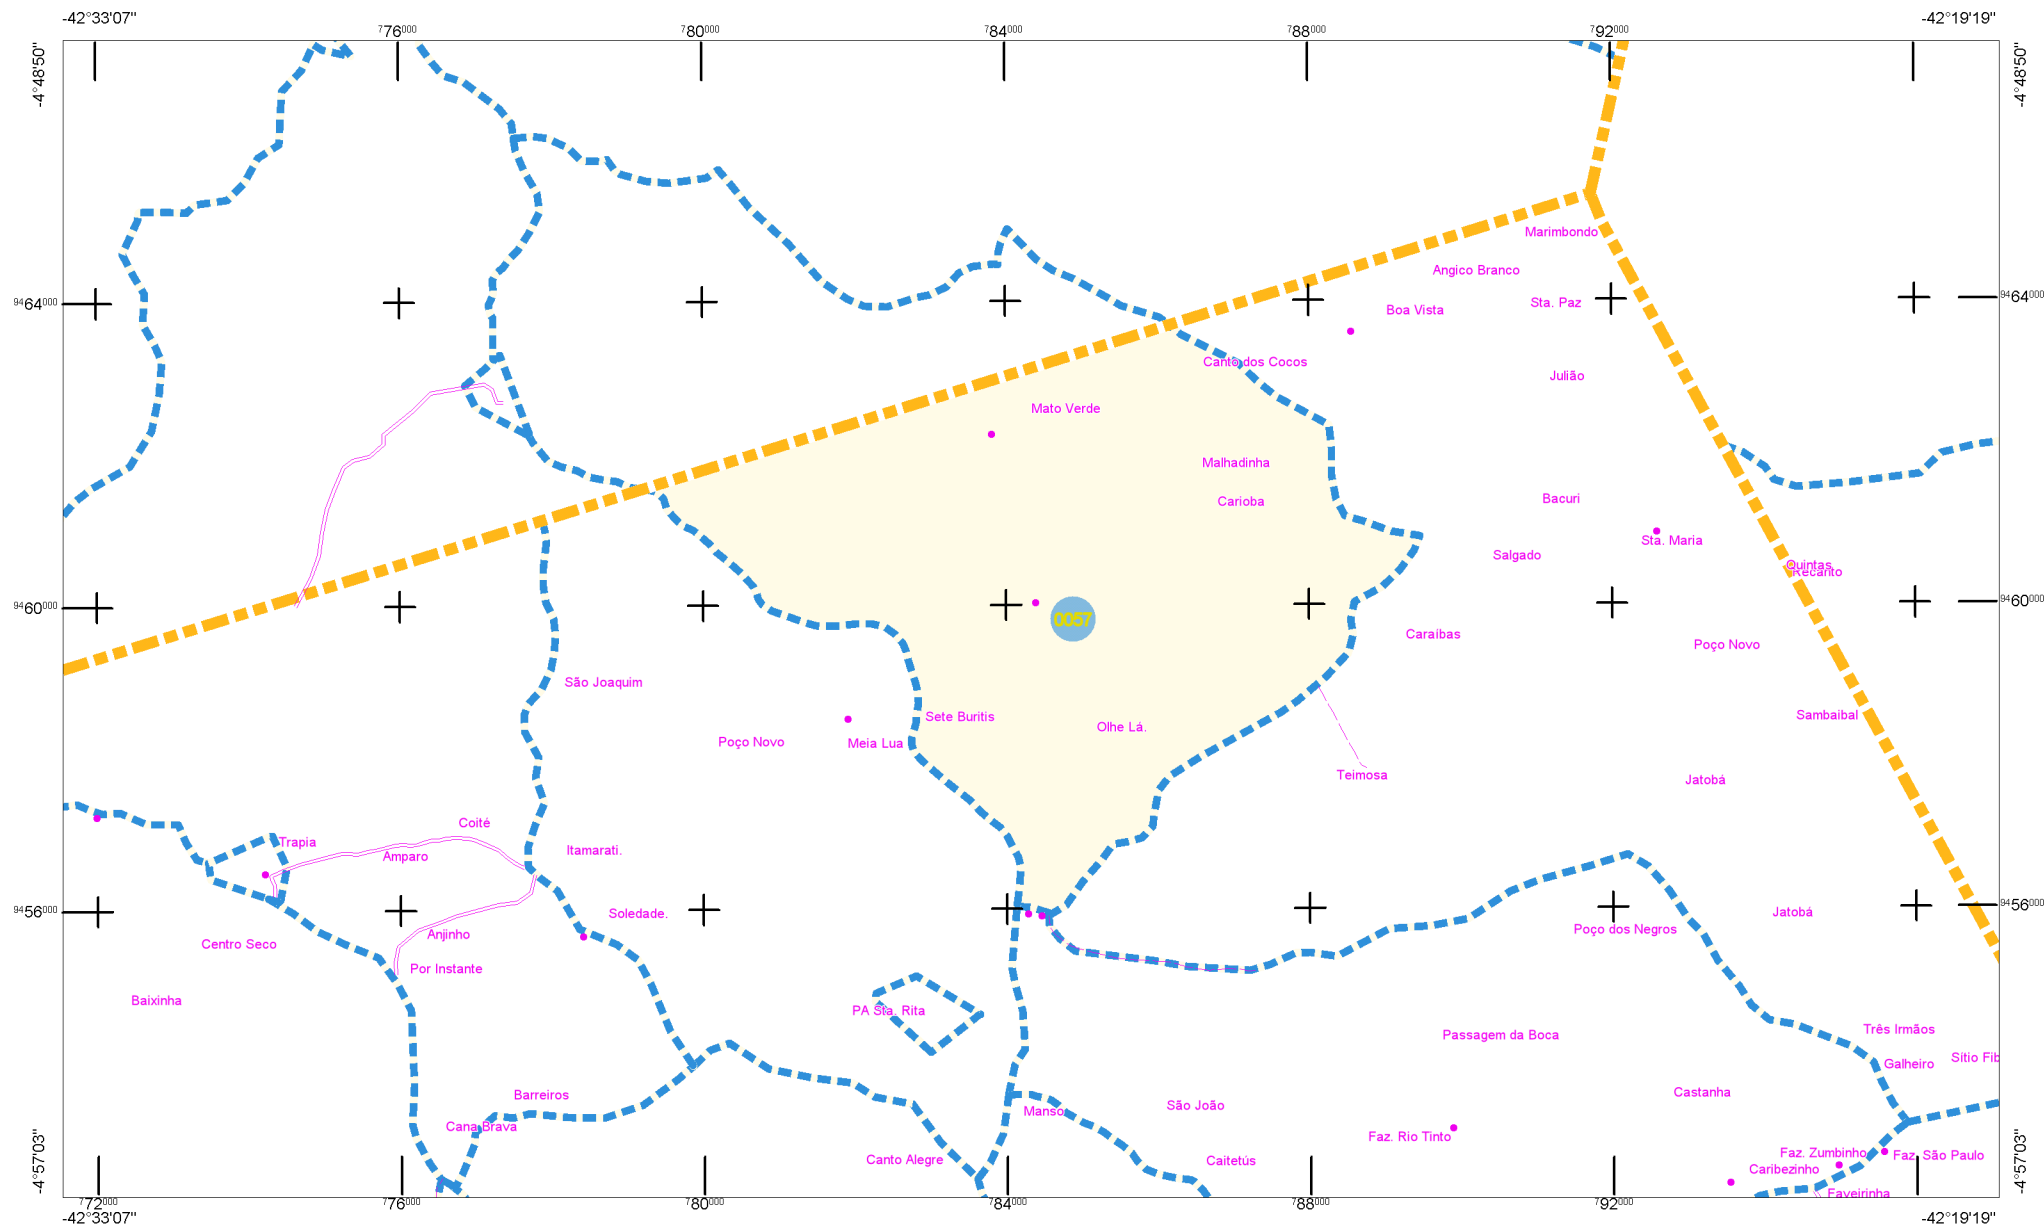 -42°33'07"
-42°19'19"
776000
780000
784000
788000
792000
-4°48'50"
-4°48'50"
Marimbondo
Angico Branco
9464000
Sta. Paz
9464000
Boa Vista
Canto dos Cocos
Julião
Mato Verde
Malhadinha
Carioba
Bacuri
Sta. Maria
Salgado
Quintas
Recanto
9460000
9460000
0057
Caraibas
Poço Novo
São Joaquim
Sete Buritis
Sambaibal
Olhe Lá.
Poço Novo
Meia Lua
Teimosa
Jatobá
Coité
Trapia
Itamarati.
Amparo
9456000
9456000
Soledade.
Jatobá
Poço dos Negros
Anjinho
Centro Seco
Por Instante
Baixinha
PA Sta. Rita
Três Irmãos
Passagem da Boca
Sítio Fib
Galheiro
Castanha
Barreiros
São João
Manso
Cana Brava
Faz. Rio Tinto
Faz. Zumbinho
Faz. São Paulo
Canto Alegre
Caitetús
Caribezinho
Faveirinha
-4°57'03"
-4°57'03"
772000
776000
780000
784000
788000
792000
-42°33'07"
-42°19'19"